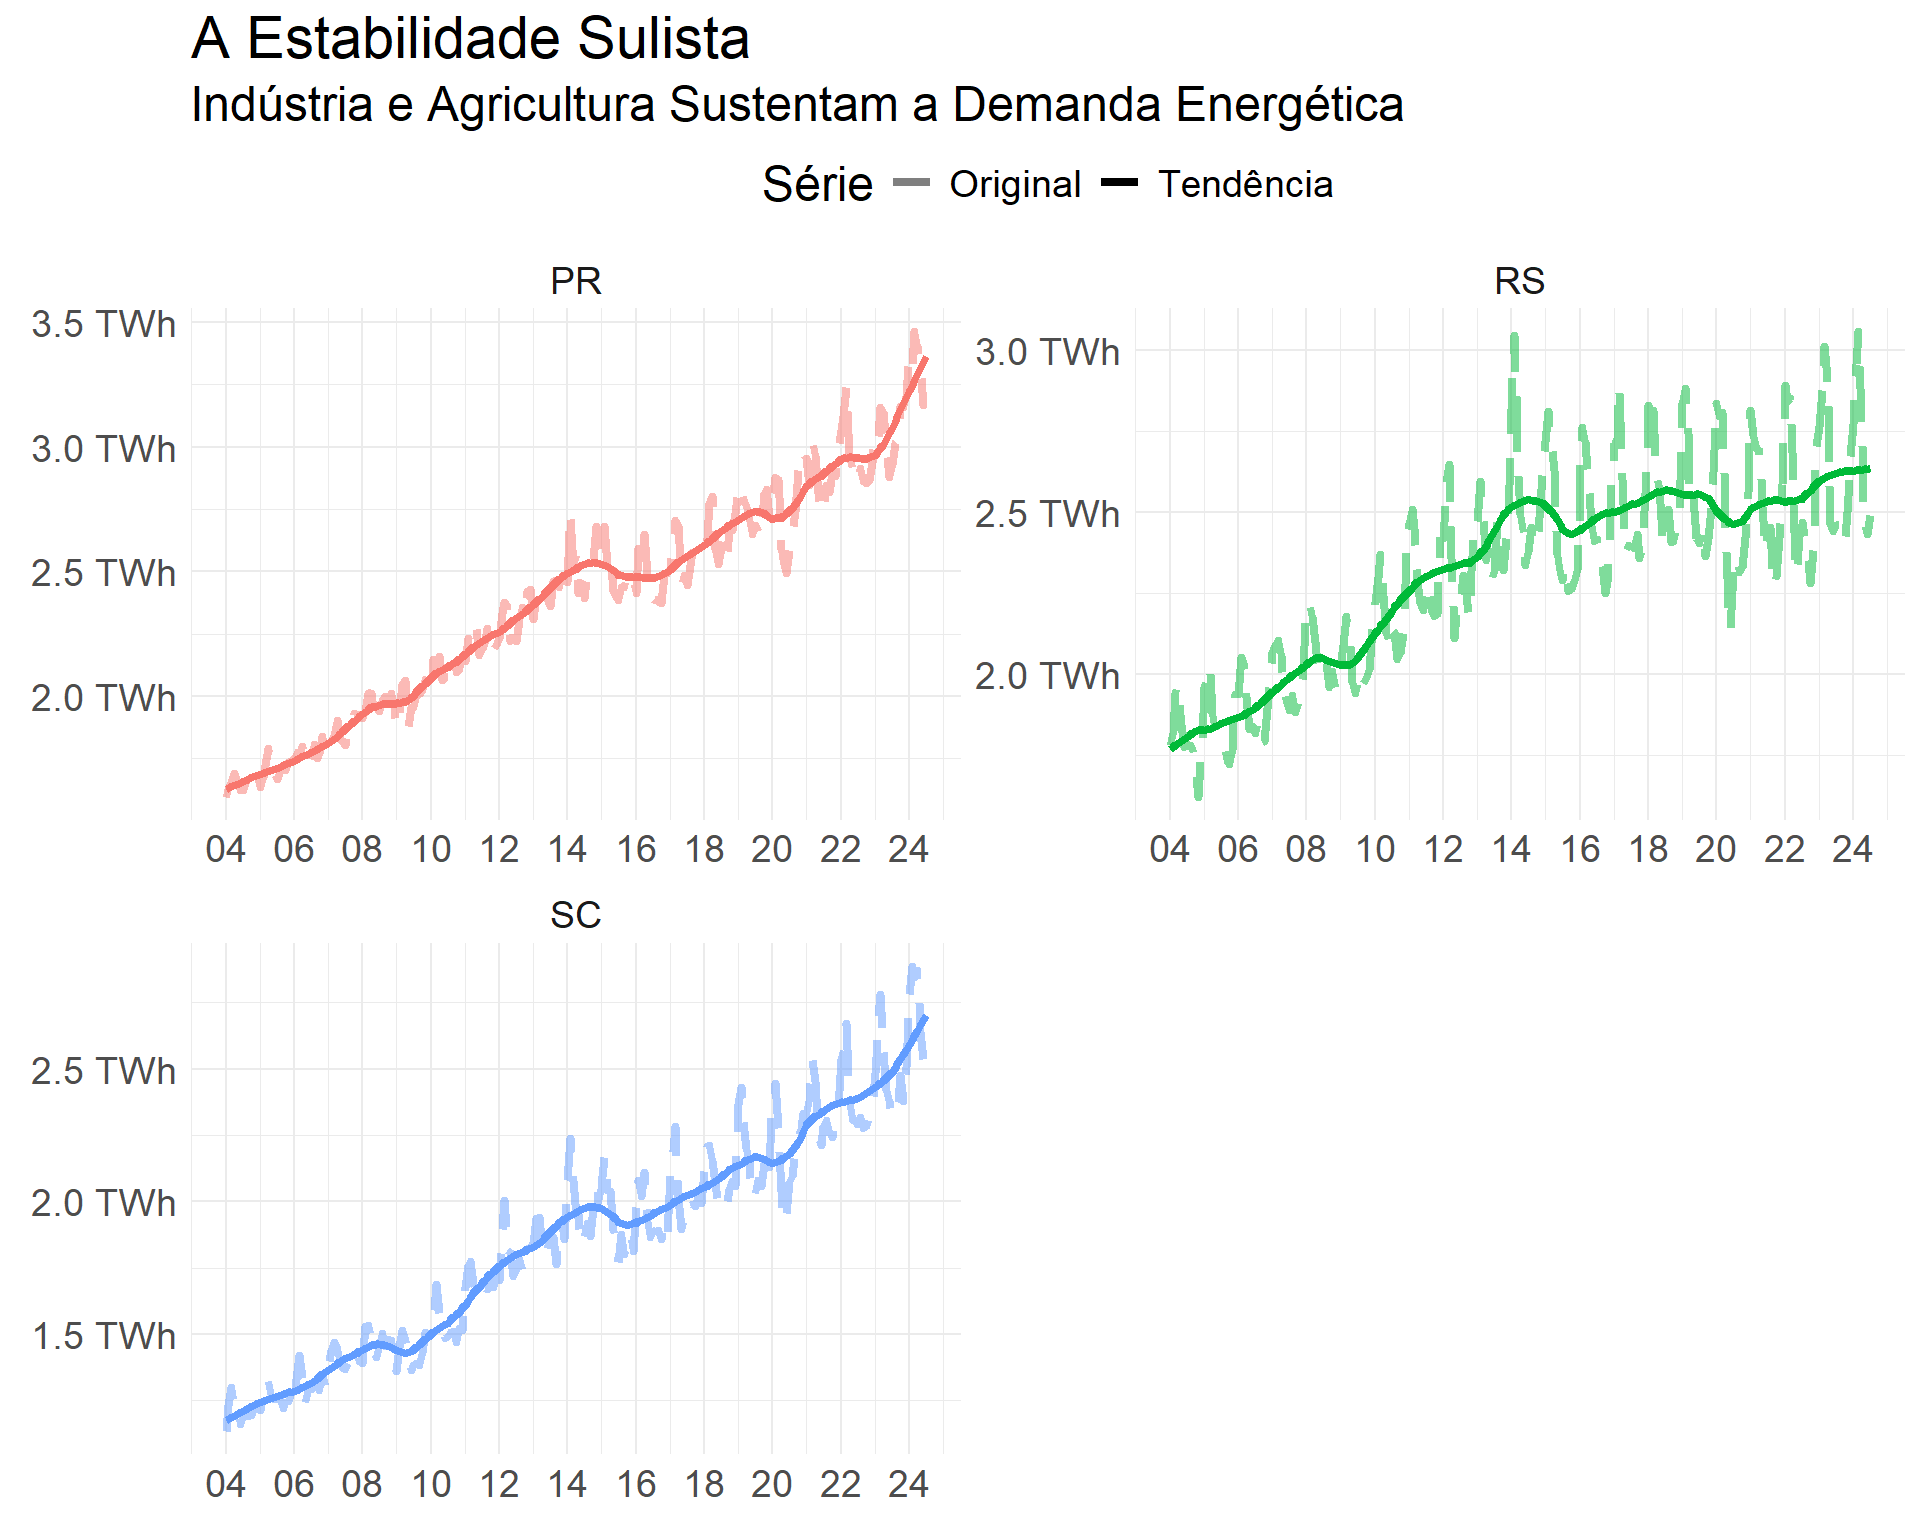 A Estabilidade Sulista
Indústria e Agricultura Sustentam a Demanda Energética
Série Original Tendência
PR
3.5 TWh
3.0 TWh
2.5 TWh
2.0 TWh
04 06 08 10 12 14 16 18 20 22 24
RS
3.0 TWh
2.5 TWh
2.0 TWh
04 06 08 10 12 14 16 18 20 22 24
SC
2.5 TWh
2.0 TWh
1.5 TWh
04 06 08 10 12 14 16 18 20 22 24